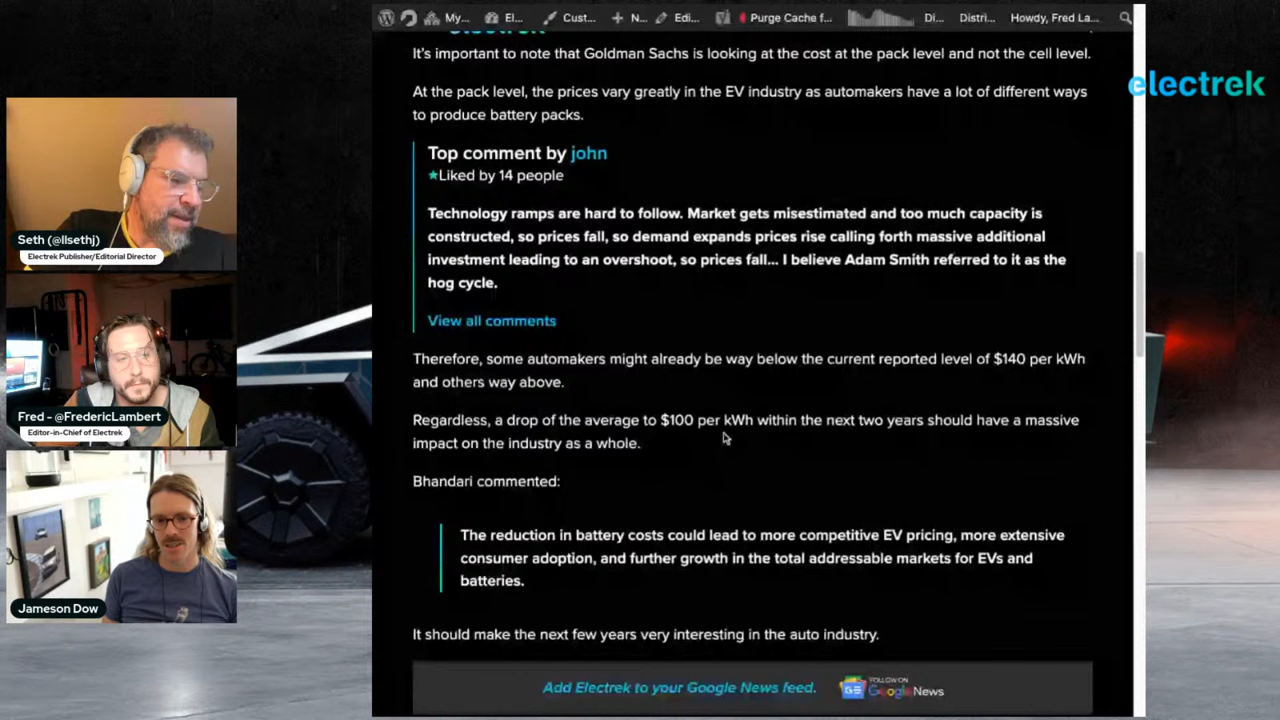 My...
El...
Cust...
N...
Edi...
Purge Cache f...
Di...
Distri...
Howdy, Fred La...
electrek
It's important to note that Goldman Sachs is looking at the cost at the pack level and not the cell level.
At the pack level, the prices vary greatly in the EV industry as automakers have a lot of different ways
to produce battery packs.
Top comment by john
Liked by 14 people
Technology ramps are hard to follow. Market gets misestimated and too much capacity is
constructed, so prices fall, so demand expands prices rise calling forth massive additional
investment leading to an overshoot, so prices fall... I believe Adam Smith referred to it as the
hog cycle.
View all comments
Therefore, some automakers might already be way below the current reported level of $140 per kWh
and others way above.
Regardless, a drop of the average to $100 per kWh within the next two years should have a massive
impact on the industry as a whole.
Bhandari commented:
The reduction in battery costs could lead to more competitive EV pricing, more extensive
consumer adoption, and further growth in the total addressable markets for EVs and
batteries.
It should make the next few years very interesting in the auto industry.
Add Electrek to your Google News feed.
FOLLOW ON
Google News
electrek
Seth (@llsethj)
Electrek Publisher/Editorial Director
Fred - @FredericLambert
Editor-in-Chief of Electrek
Jameson Dow